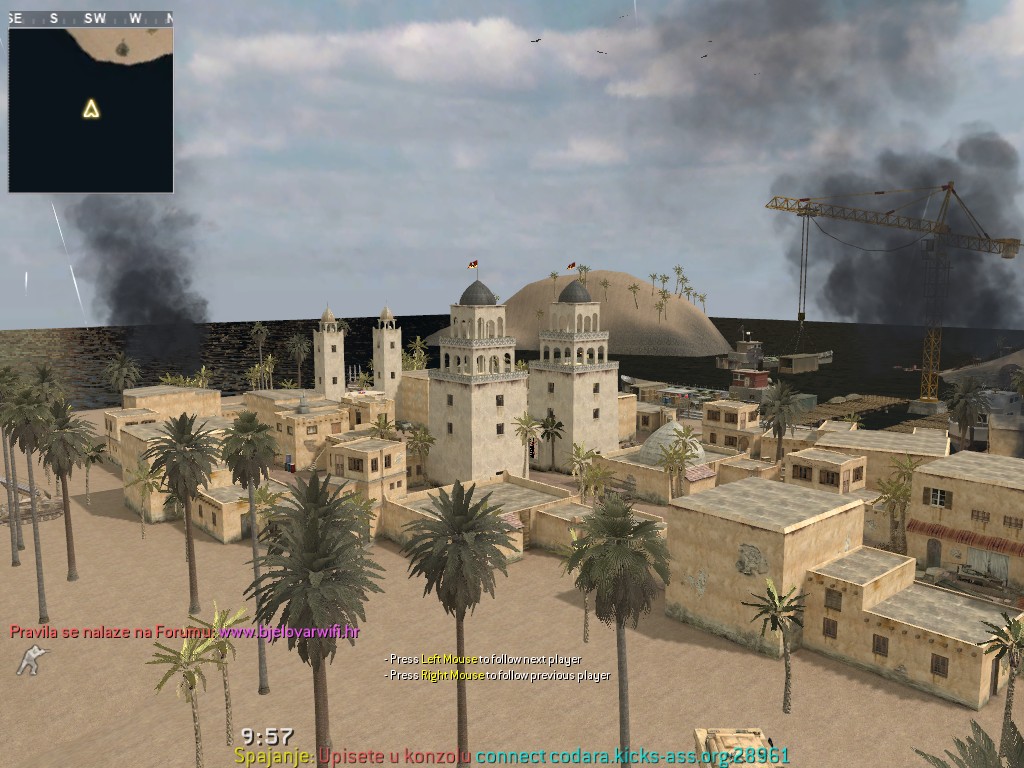 SE S SW W N
Pravila se nalaze na Forumu: www.bjelovarwifi.hr
- Press Left Mouse to follow next player
- Press Right Mouse to follow previous player
9:57
Spajanje: Upisete u konzolu connect codara.kicks-ass.org:28961